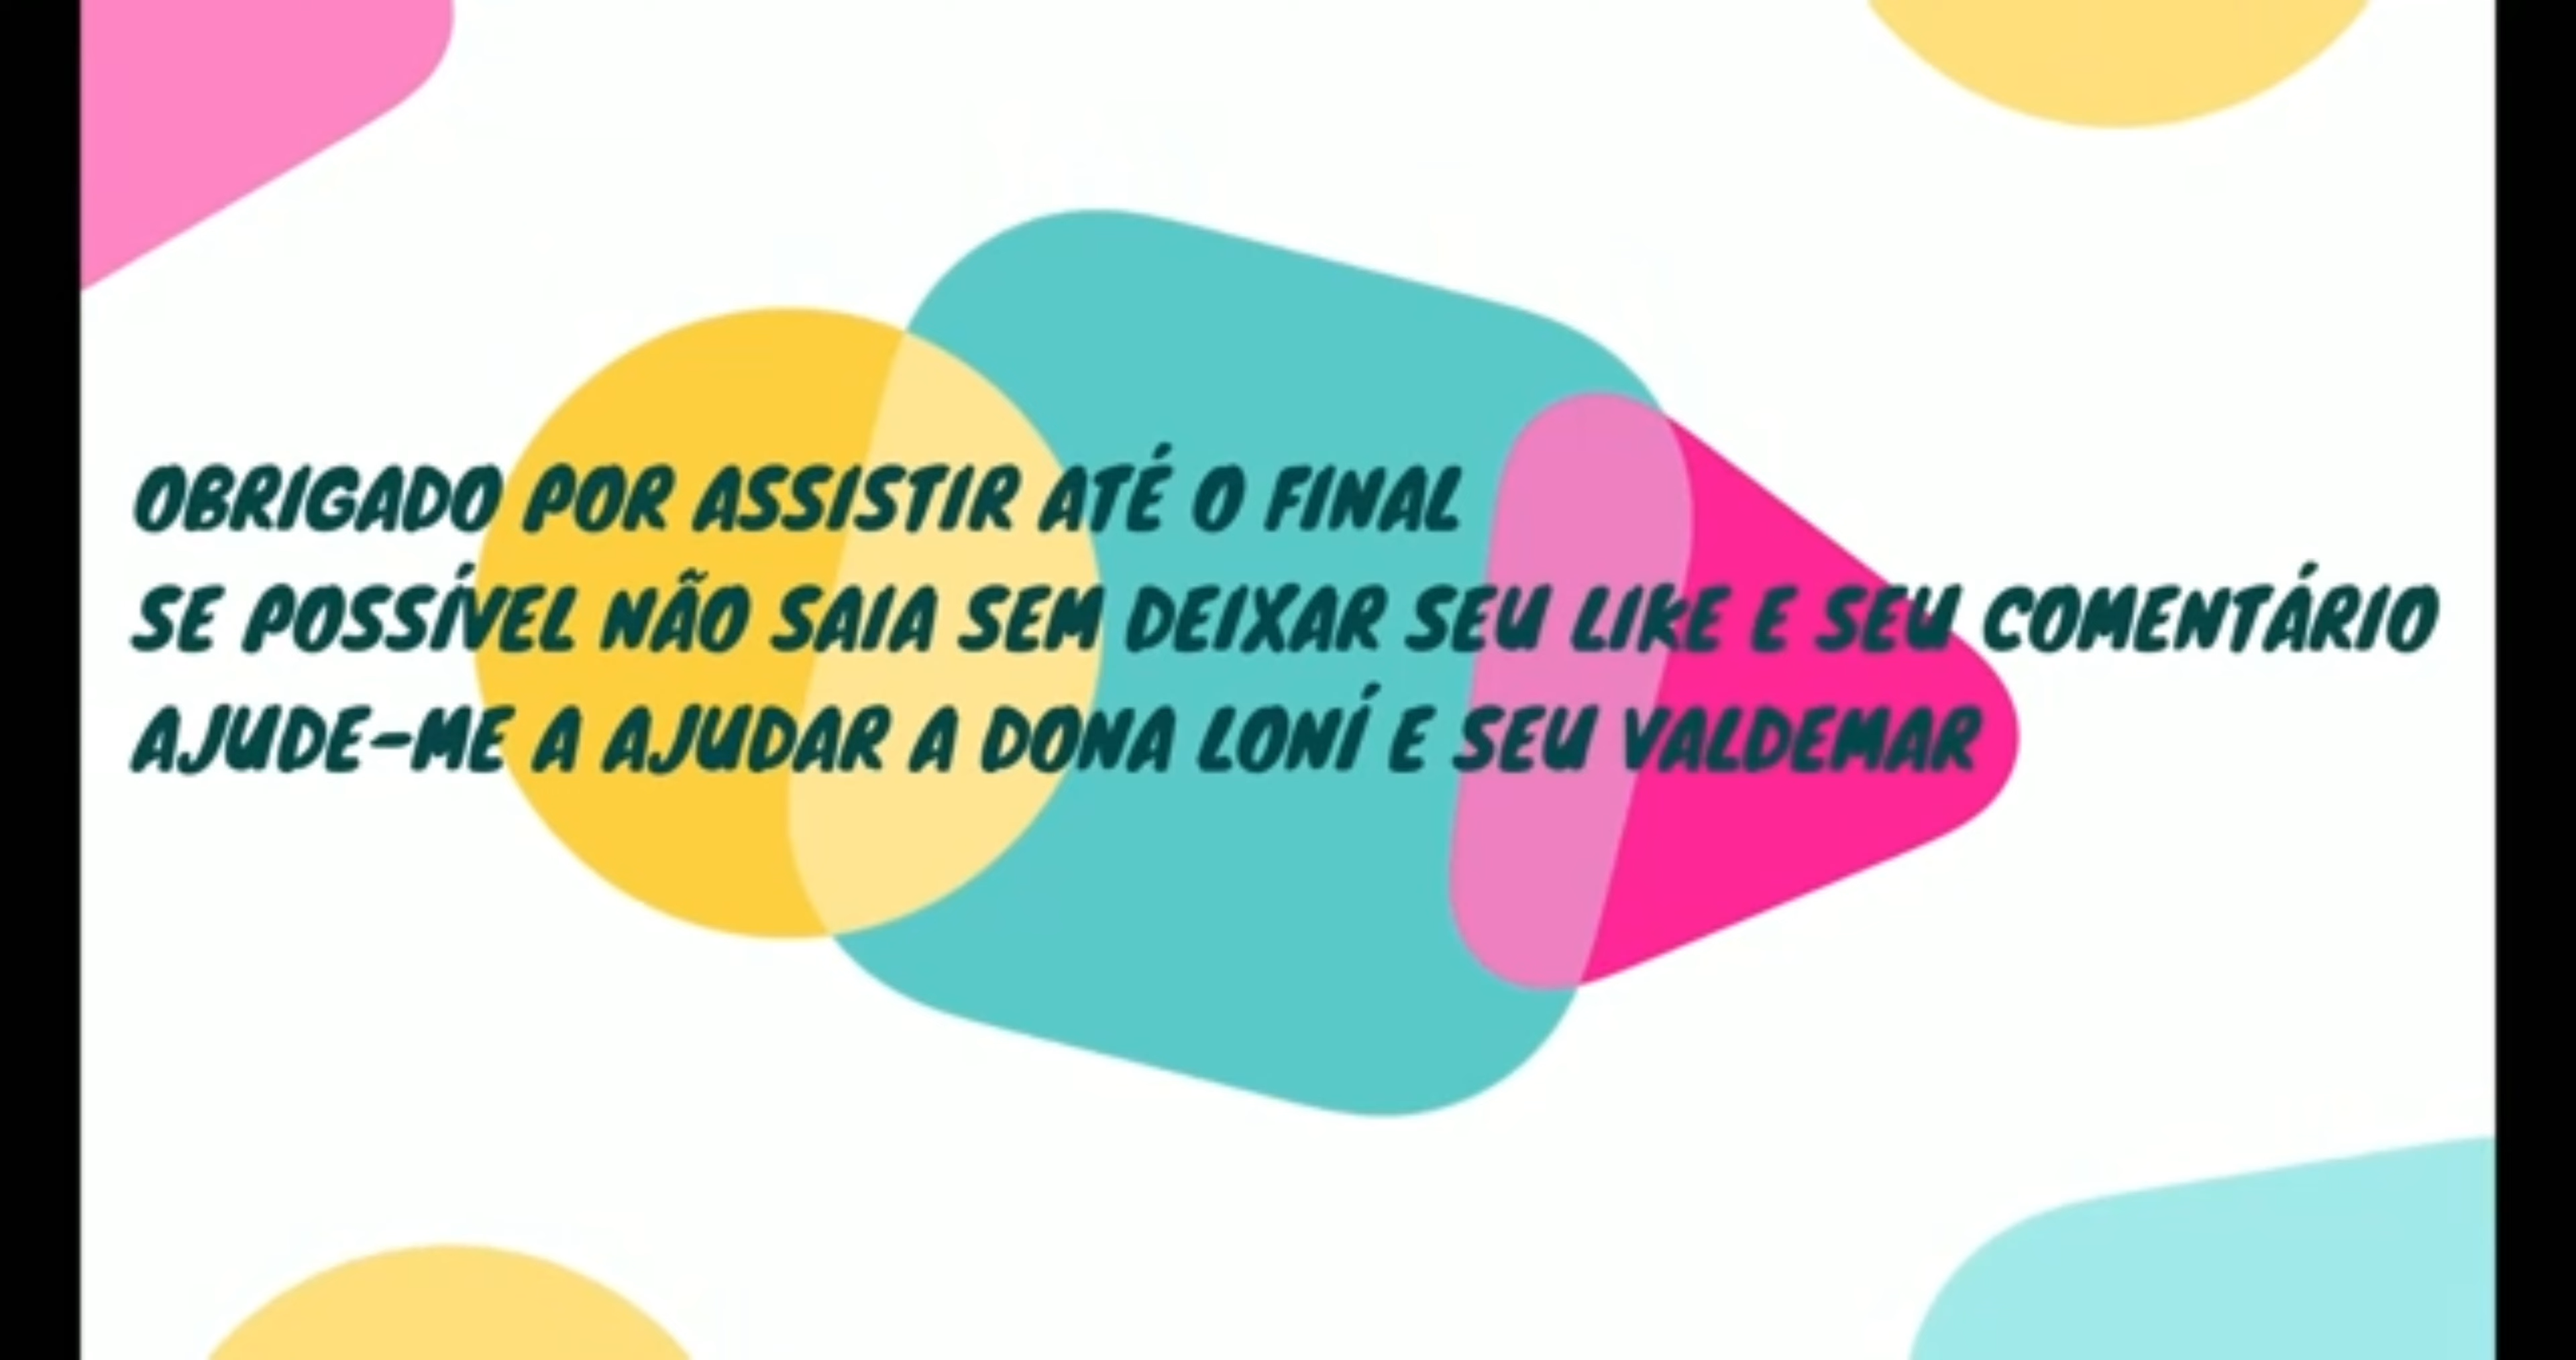 OBRIGADO POR ASSISTIR ATÉ O FINAL
SE POSSÍVEL NÃO SAIA SEM DEIXAR SEU LIKE E SEU COMENTÁRIO
AJUDE-ME A AJUDAR A DONA LONÍ E SEU VALDEMAR